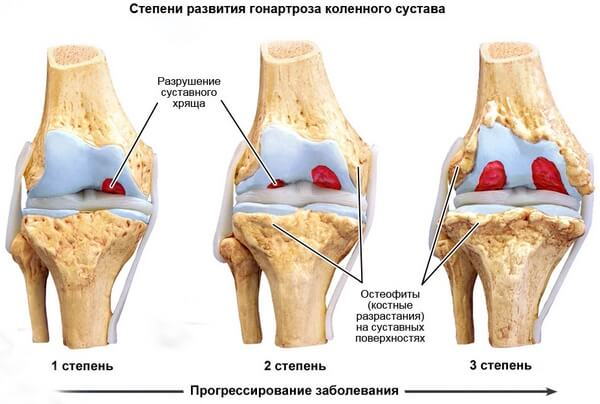 Степени развития гонартроза коленного сустава
Разрушение
суставного
хряща
Остеофиты
(костные
разрастания)
на суставных
поверхностях
1 степень
2 степень
3 степень
Прогрессирование заболевания